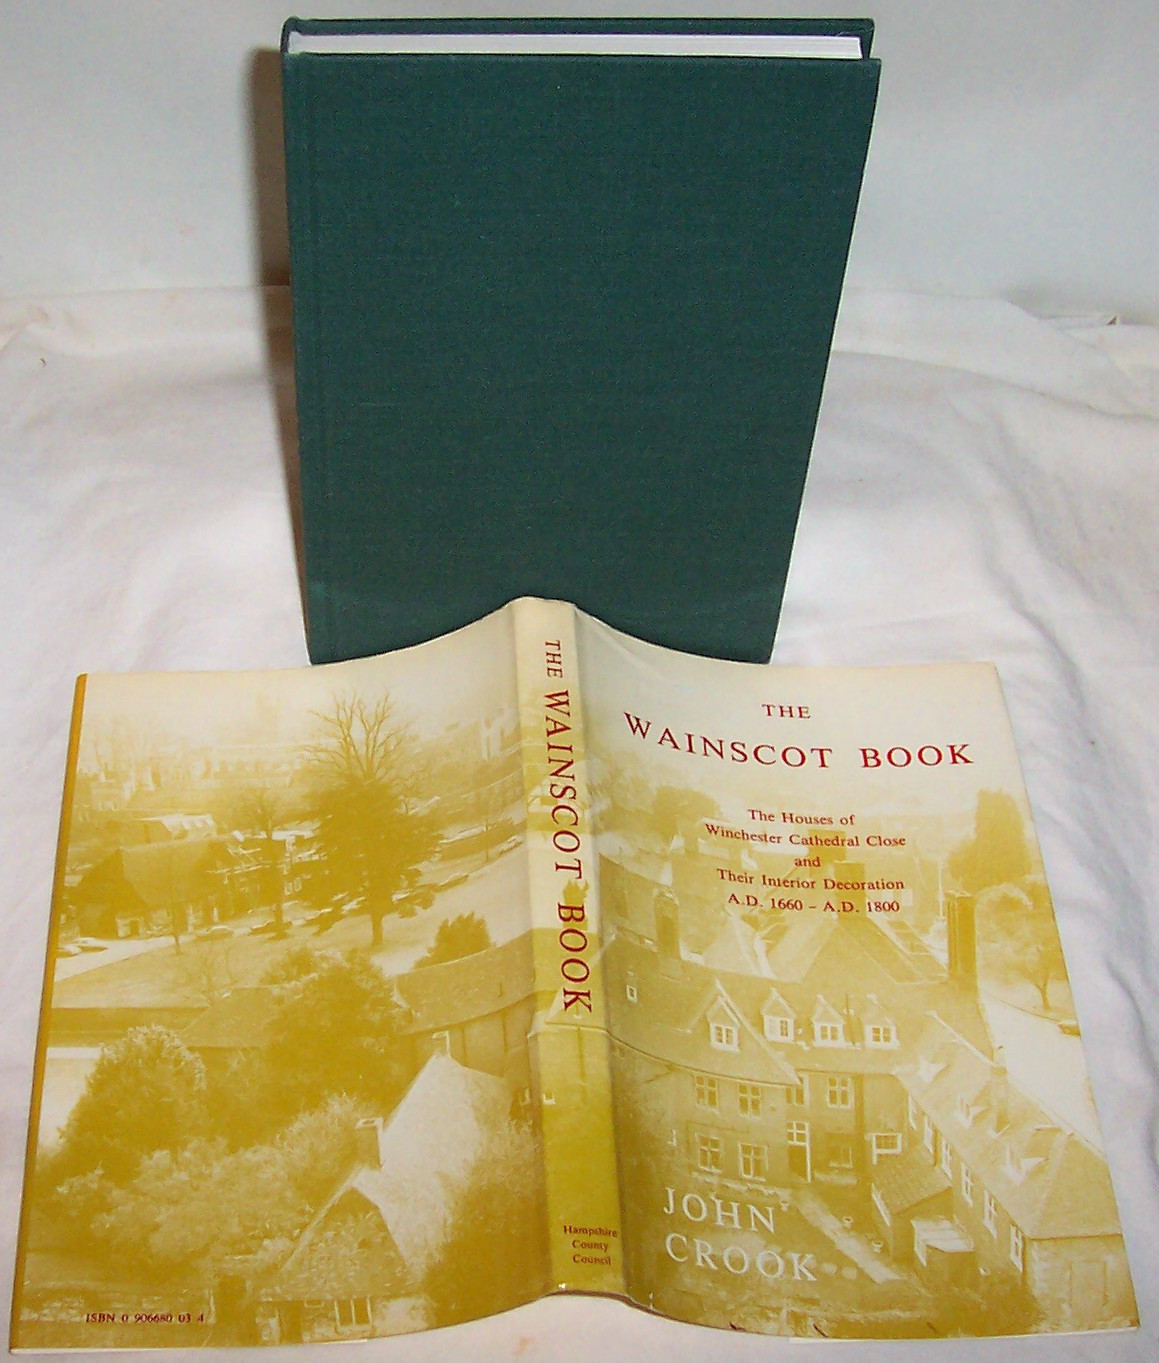 THE WAINSCOT BOOK
Hampshire
County
Council
THE
WAINSCOT BOOK
The Houses of
Winchester Cathedral Close
and
Their Interior Decoration
A.D. 1660 – A.D. 1800
JOHN
CROOK
ISBN 0 906680 03 4